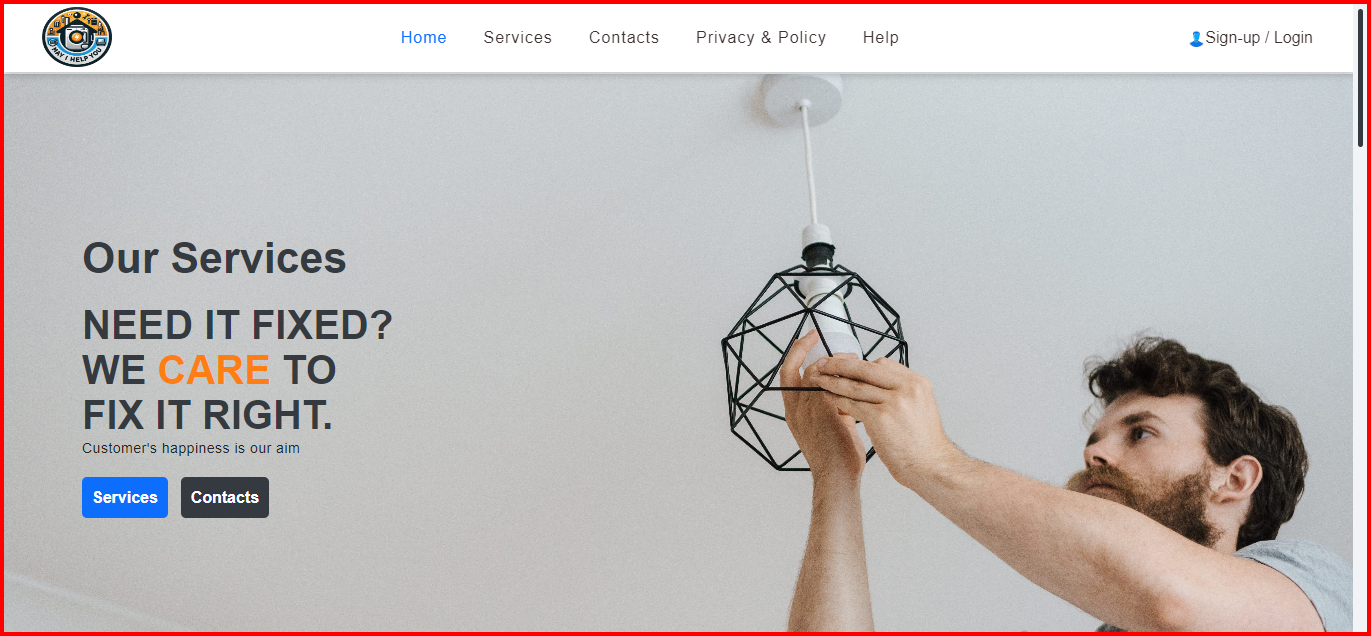 MAY I HELP YOU
Home
Services
Contacts
Privacy & Policy
Help
Sign-up / Login
Our Services
NEED IT FIXED?
WE CARE TO
FIX IT RIGHT.
Customer's happiness is our aim
Services
Contacts